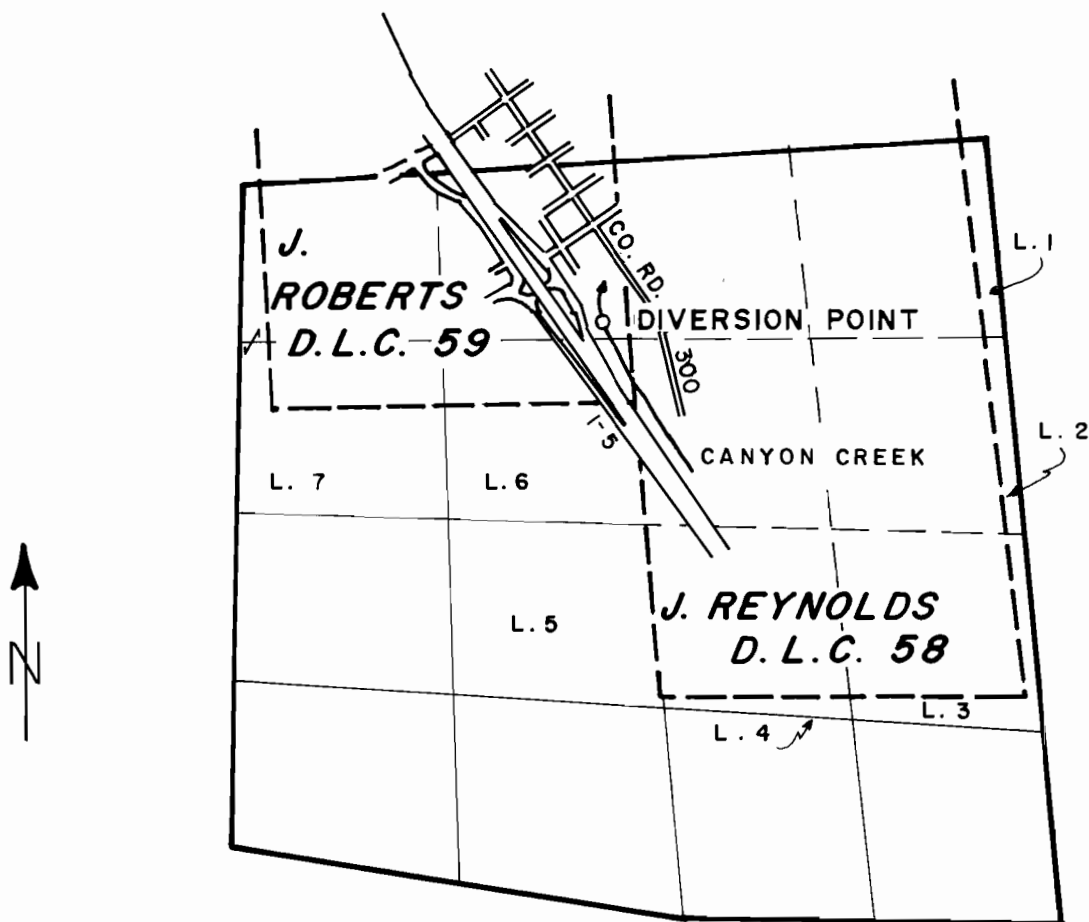 L. 1
J.
ROBERTS
D.L.C. 59
CO. RD.
DIVERSION POINT
300
I-5
L. 2
CANYON CREEK
L. 7
L. 6
L. 5
J. REYNOLDS
D.L.C. 58
N
L. 3
L. 4